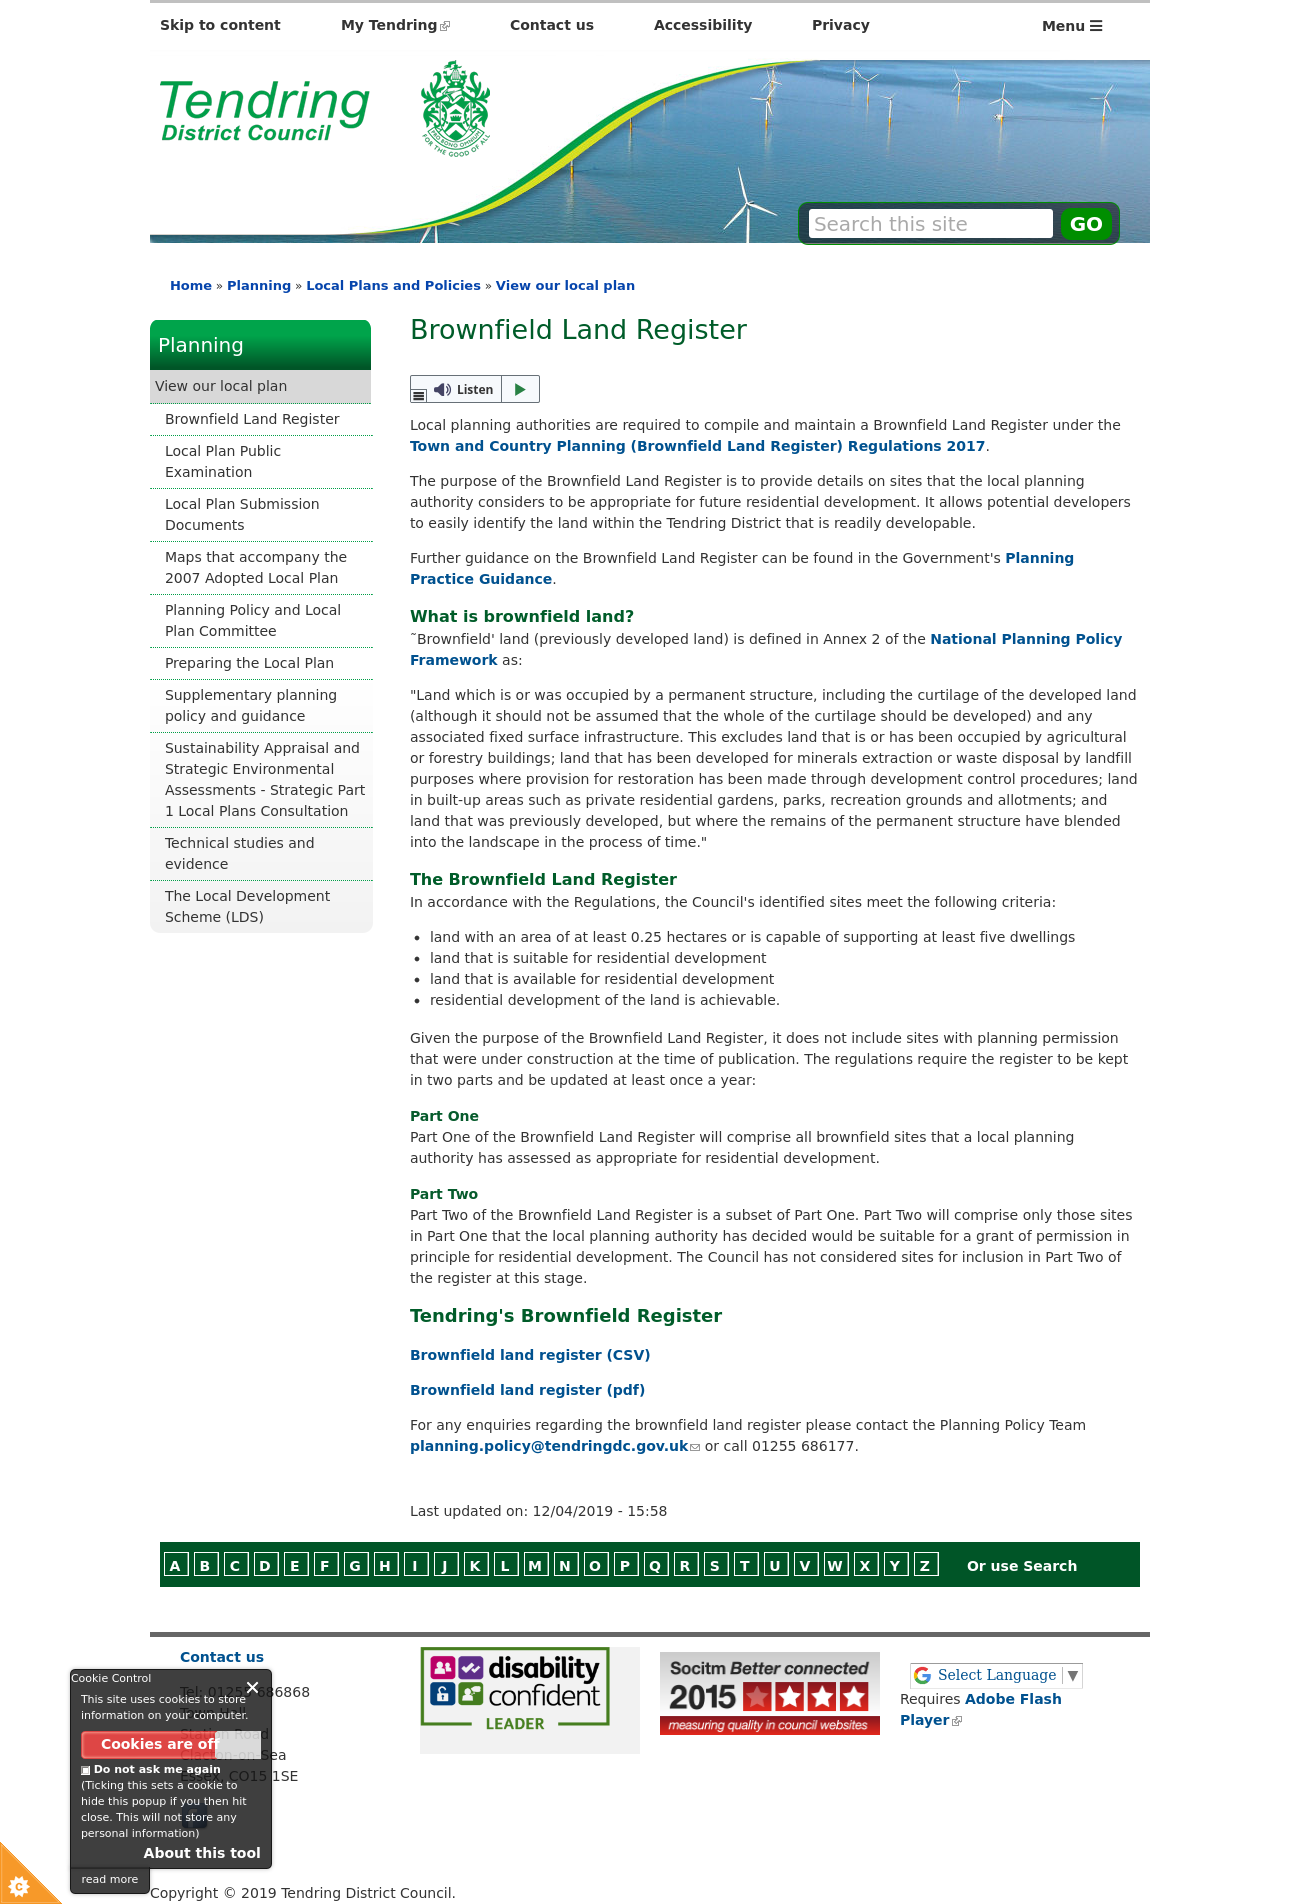 Skip to content My Tendring Contact us Accessibility Privacy Menu
Tendring
District Council
PRO BONO OMNIUM
FOR THE GOOD OF ALL
Search this site GO
Home » Planning » Local Plans and Policies » View our local plan
Planning
View our local plan
Brownfield Land Register
Local Plan Public
Examination
Local Plan Submission
Documents
Maps that accompany the
2007 Adopted Local Plan
Planning Policy and Local
Plan Committee
Preparing the Local Plan
Supplementary planning
policy and guidance
Sustainability Appraisal and
Strategic Environmental
Assessments - Strategic Part
1 Local Plans Consultation
Technical studies and
evidence
The Local Development
Scheme (LDS)
Brownfield Land Register
Listen
Local planning authorities are required to compile and maintain a Brownfield Land Register under the
Town and Country Planning (Brownfield Land Register) Regulations 2017.
The purpose of the Brownfield Land Register is to provide details on sites that the local planning
authority considers to be appropriate for future residential development. It allows potential developers
to easily identify the land within the Tendring District that is readily developable.
Further guidance on the Brownfield Land Register can be found in the Government's Planning
Practice Guidance.
What is brownfield land?
˜Brownfield' land (previously developed land) is defined in Annex 2 of the National Planning Policy
Framework as:
"Land which is or was occupied by a permanent structure, including the curtilage of the developed land
(although it should not be assumed that the whole of the curtilage should be developed) and any
associated fixed surface infrastructure. This excludes land that is or has been occupied by agricultural
or forestry buildings; land that has been developed for minerals extraction or waste disposal by landfill
purposes where provision for restoration has been made through development control procedures; land
in built-up areas such as private residential gardens, parks, recreation grounds and allotments; and
land that was previously developed, but where the remains of the permanent structure have blended
into the landscape in the process of time."
The Brownfield Land Register
In accordance with the Regulations, the Council's identified sites meet the following criteria:
• land with an area of at least 0.25 hectares or is capable of supporting at least five dwellings
• land that is suitable for residential development
• land that is available for residential development
• residential development of the land is achievable.
Given the purpose of the Brownfield Land Register, it does not include sites with planning permission
that were under construction at the time of publication. The regulations require the register to be kept
in two parts and be updated at least once a year:
Part One
Part One of the Brownfield Land Register will comprise all brownfield sites that a local planning
authority has assessed as appropriate for residential development.
Part Two
Part Two of the Brownfield Land Register is a subset of Part One. Part Two will comprise only those sites
in Part One that the local planning authority has decided would be suitable for a grant of permission in
principle for residential development. The Council has not considered sites for inclusion in Part Two of
the register at this stage.
Tendring's Brownfield Register
Brownfield land register (CSV)
Brownfield land register (pdf)
For any enquiries regarding the brownfield land register please contact the Planning Policy Team
planning.policy@tendringdc.gov.uk or call 01255 686177.
Last updated on: 12/04/2019 - 15:58
A B C D E F G H I J K L M N O P Q R S T U V W X Y Z Or use Search
Contact us
Tel: 01255 686868
Town Hall
Station Road
Clacton-on-Sea
Essex, CO15 1SE
Cookie Control
This site uses cookies to store
information on your computer.
Cookies are off
Do not ask me again
(Ticking this sets a cookie to
hide this popup if you then hit
close. This will not store any
personal information)
About this tool
read more
disability
confident
LEADER
Socitm Better connected
2015
measuring quality in council websites
Select Language ▼
Requires Adobe Flash
Player
Copyright © 2019 Tendring District Council.